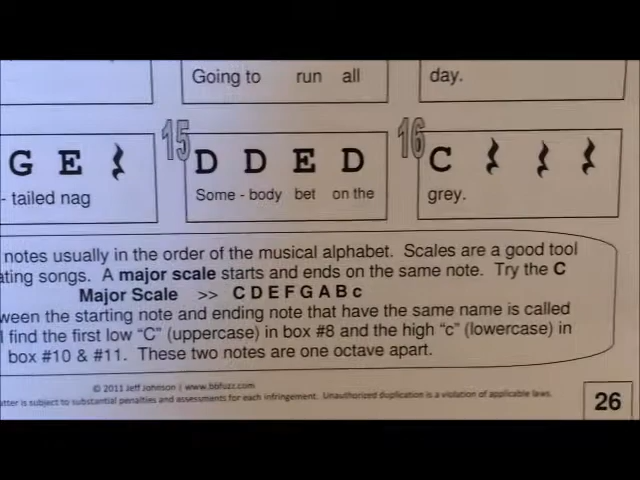 Going to run all day.
G E 15 D D E D 16 C
- tailed nag Some - body bet on the grey.
notes usually in the order of the musical alphabet. Scales are a good tool
ating songs. A major scale starts and ends on the same note. Try the C
Major Scale >> C D E F G A B c
ween the starting note and ending note that have the same name is called
find the first low “C” (uppercase) in box #8 and the high “c” (lowercase) in
box #10 & #11. These two notes are one octave apart.
© 2011 Jeff Johnson | www.bbfuzz.com
atter is subject to substantial penalties and assessments for each infringement. Unauthorized duplication is a violation of applicable laws.
26